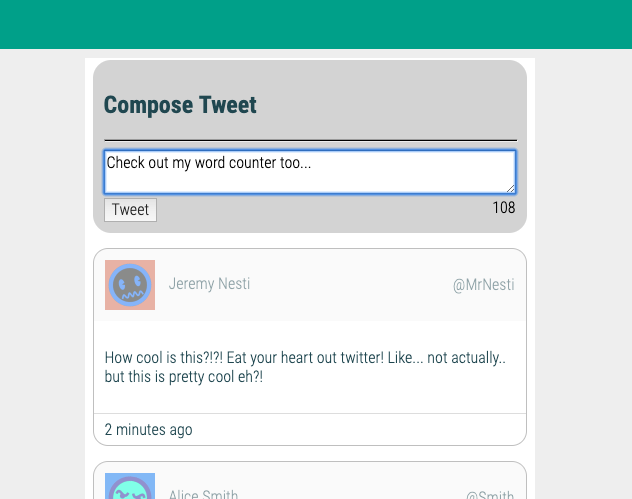 Compose Tweet
Check out my word counter too...
Tweet
108
Jeremy Nesti
@MrNesti
How cool is this?!?! Eat your heart out twitter! Like... not actually..
but this is pretty cool eh?!
2 minutes ago
Alice Smith
@Smith